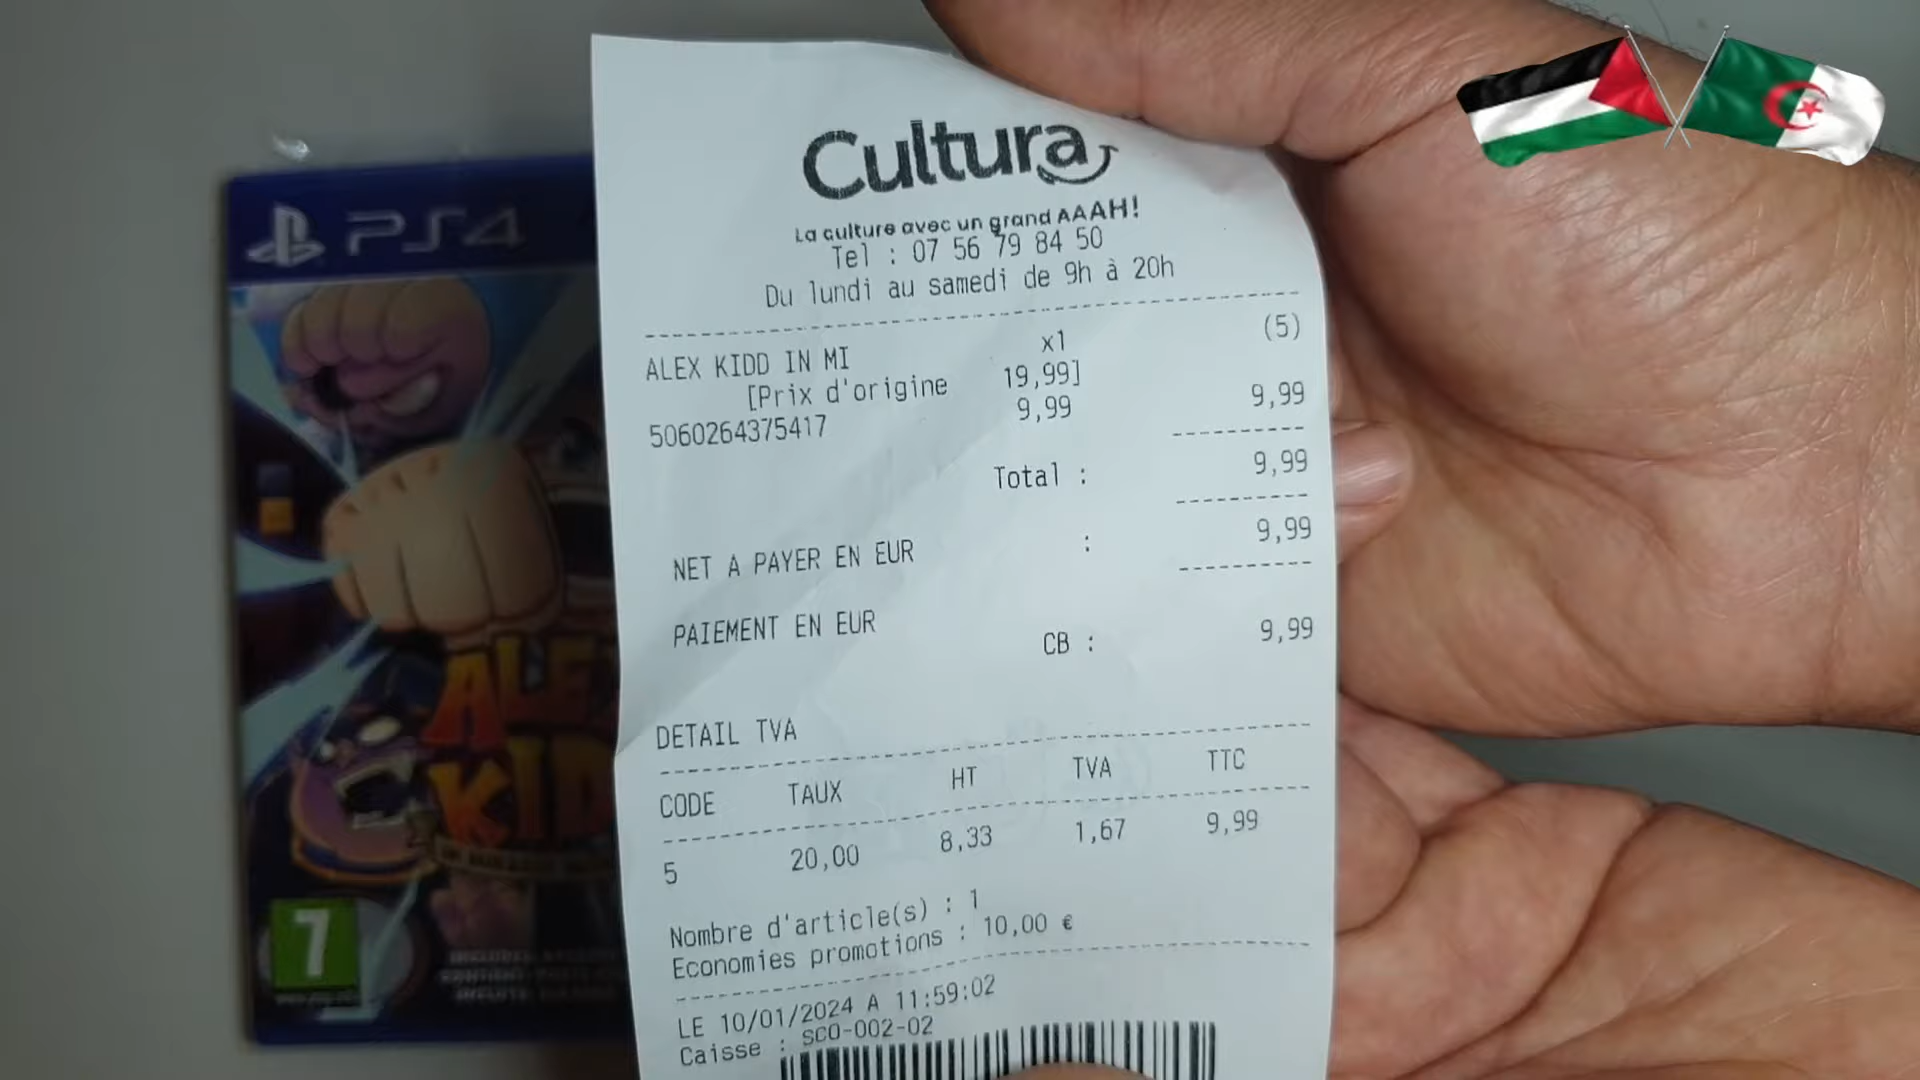 Cultura
La culture avec un grand AAAH!
Tel : 07 56 79 84 50
Du lundi au samedi de 9h à 20h
(5)
ALEX KIDD IN MI x1
[Prix d'origine 19,99]
5060264375417 9,99 9,99
Total : 9,99
NET A PAYER EN EUR : 9,99
PAIEMENT EN EUR
CB : 9,99
DETAIL TVA
CODE TAUX HT TVA TTC
5 20,00 8,33 1,67 9,99
Nombre d'article(s) : 1
Economies promotions : 10,00 €
LE 10/01/2024 A 11:59:02
Caisse : SCO-002-02
PS4
ALE
KID
7